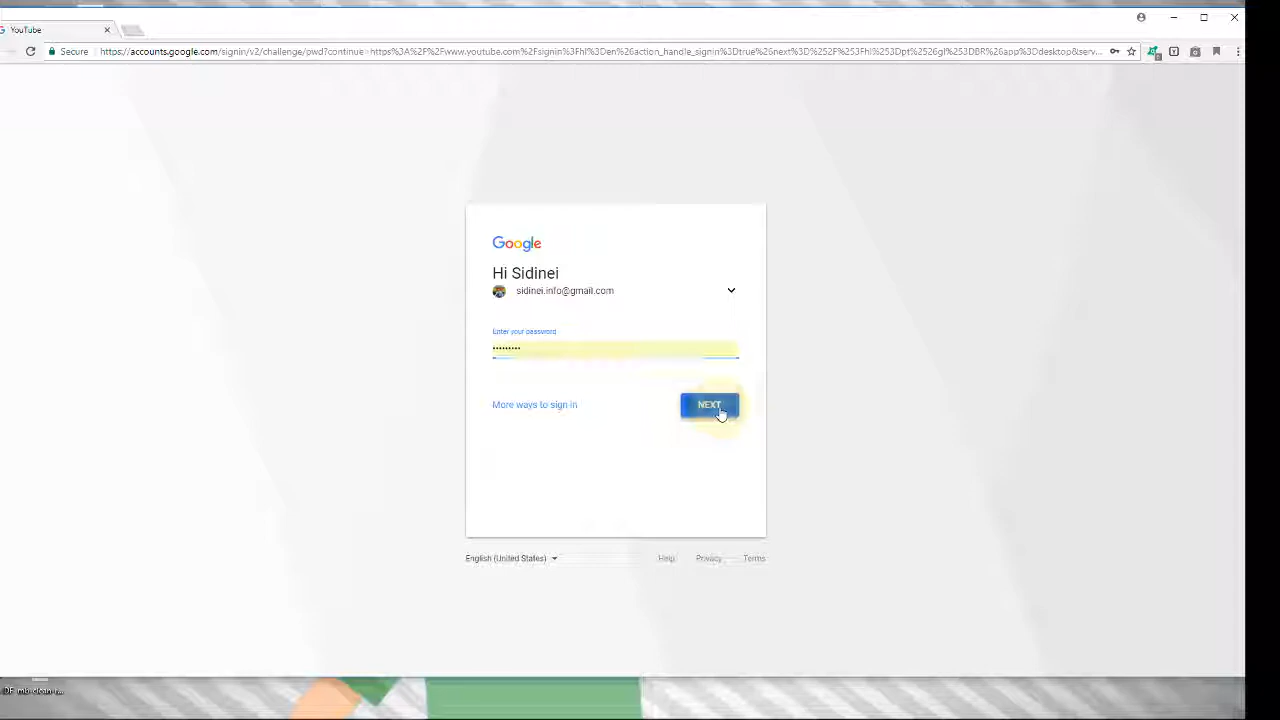 YouTube
Secure
https://accounts.google.com/signin/v2/challenge/pwd?continue=https%3A%2F%2Fwww.youtube.com%2Fsignin%3Fhl%3Den%26action_handle_signin%3Dtrue%26next%3D%252F%253Fhl%253Dpt%2526gl%253DBR%26app%3Ddesktop&serv...
Google
Hi Sidinei
sidinei.info@gmail.com
Enter your password
•••••••••
More ways to sign in
NEXT
English (United States)
Help
Privacy
Terms